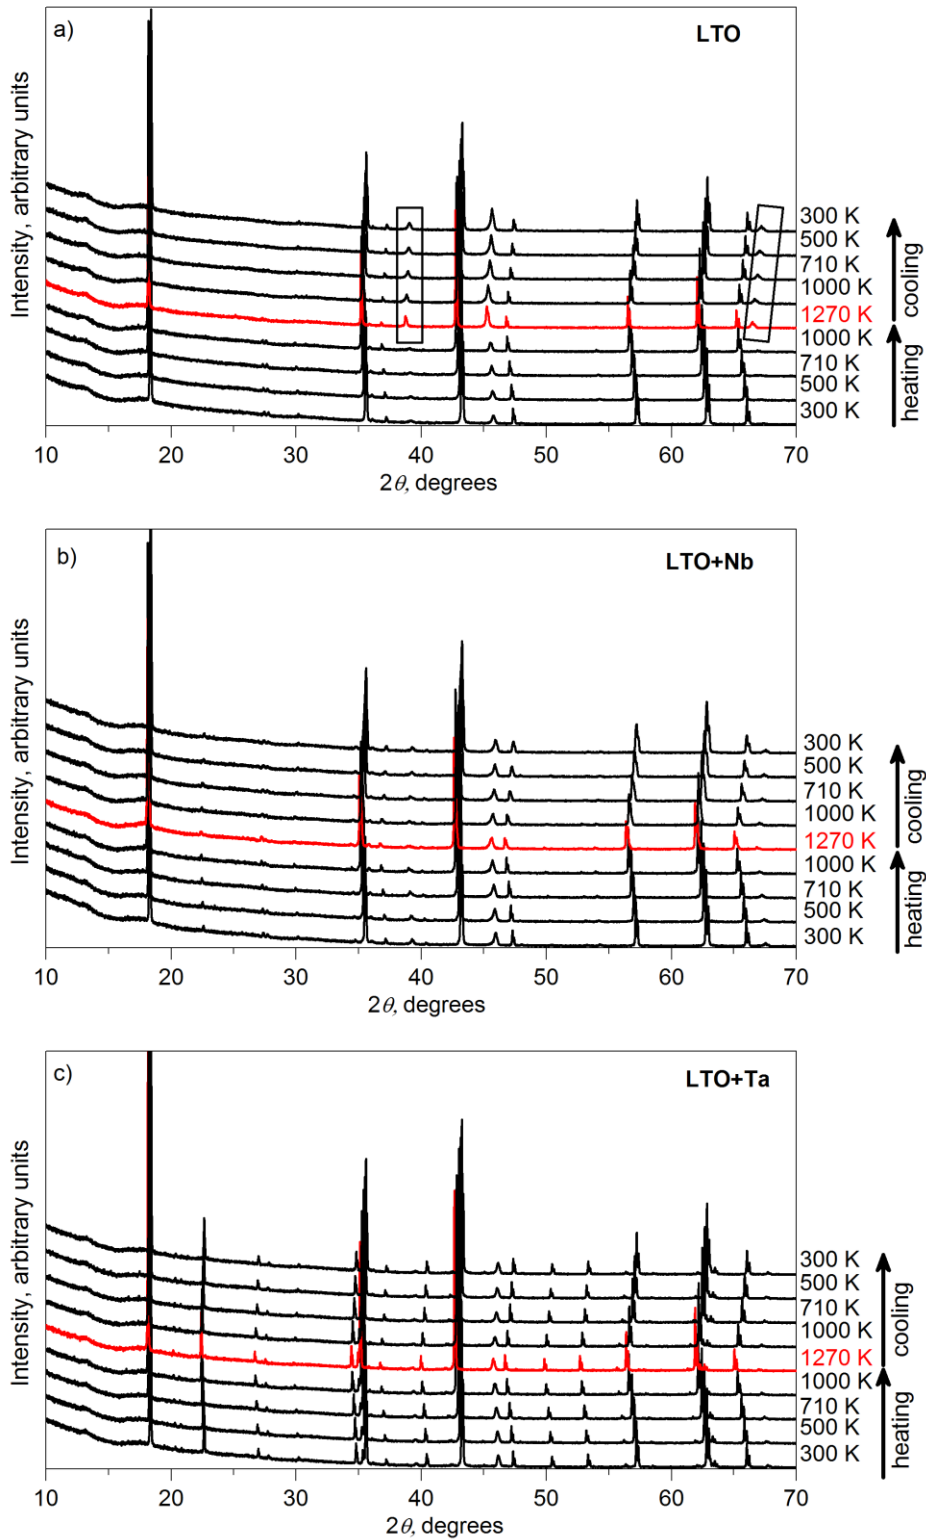 a)
LTO
Intensity, arbitrary units
300 K
500 K
710 K
1000 K
1270 K
1000 K
710 K
500 K
300 K
cooling
heating
10 20 30 40 50 60 70
2θ, degrees
b)
LTO+Nb
Intensity, arbitrary units
300 K
500 K
710 K
1000 K
1270 K
1000 K
710 K
500 K
300 K
cooling
heating
10 20 30 40 50 60 70
2θ, degrees
c)
LTO+Ta
Intensity, arbitrary units
300 K
500 K
710 K
1000 K
1270 K
1000 K
710 K
500 K
300 K
cooling
heating
10 20 30 40 50 60 70
2θ, degrees